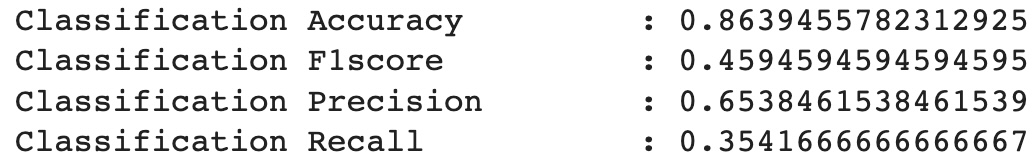 Classification Accuracy : 0.8639455782312925
Classification F1score : 0.4594594594594595
Classification Precision : 0.6538461538461539
Classification Recall : 0.3541666666666667